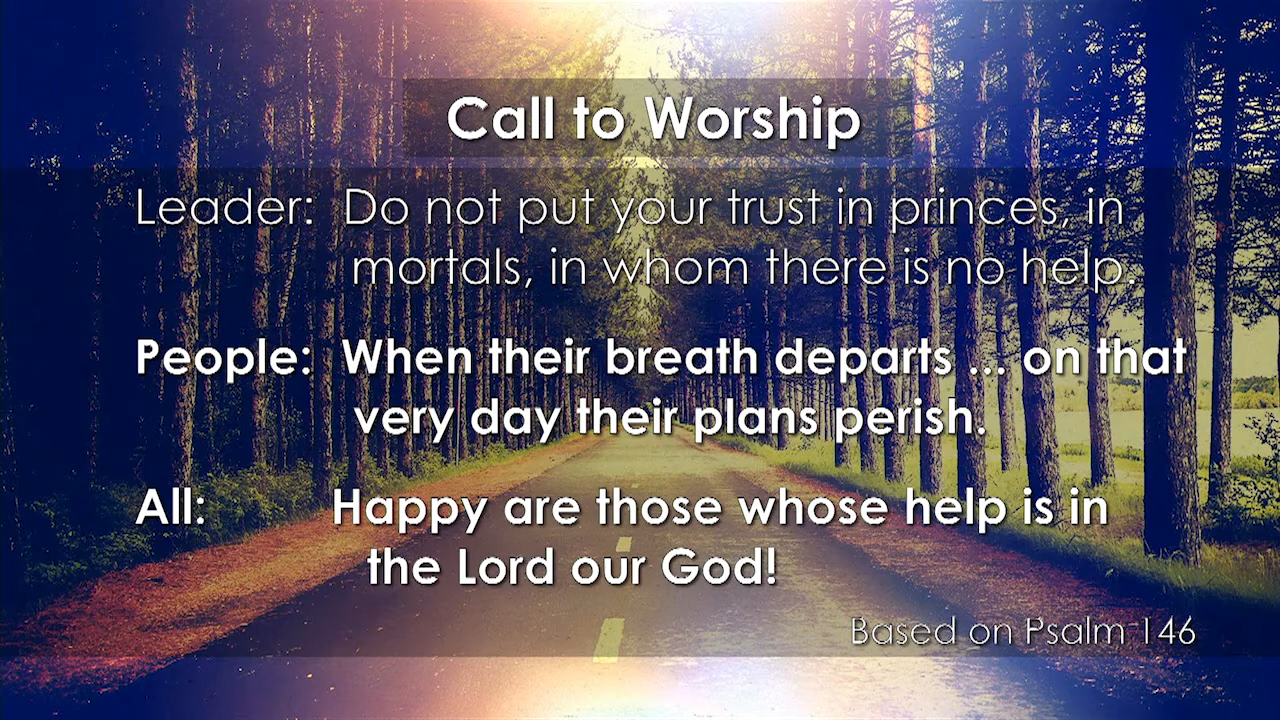 Call to Worship
Leader: Do not put your trust in princes, in
mortals, in whom there is no help.
People: When their breath departs ... on that
very day their plans perish.
All: Happy are those whose help is in
the Lord our God!
Based on Psalm 146